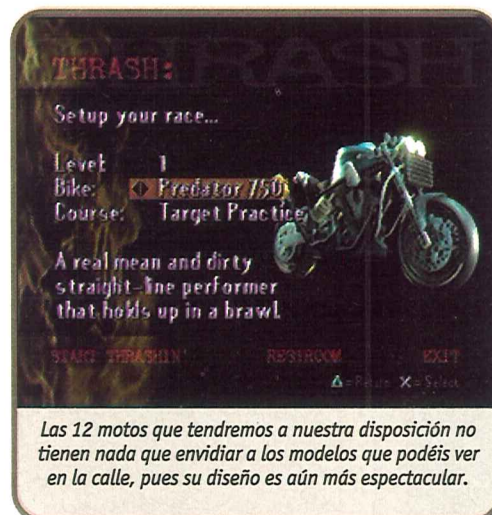 THRASH
THRASH:
Setup your race...
Level: 1
Bike: Predator 750
Course: Target Practice
A real mean and dirty
straight-line performer
that holds up in a brawl.
START THRASHIN' RESTROOM EXIT
△=Return X=Select
Las 12 motos que tendremos a nuestra disposición no
tienen nada que envidiar a los modelos que podéis ver
en la calle, pues su diseño es aún más espectacular.